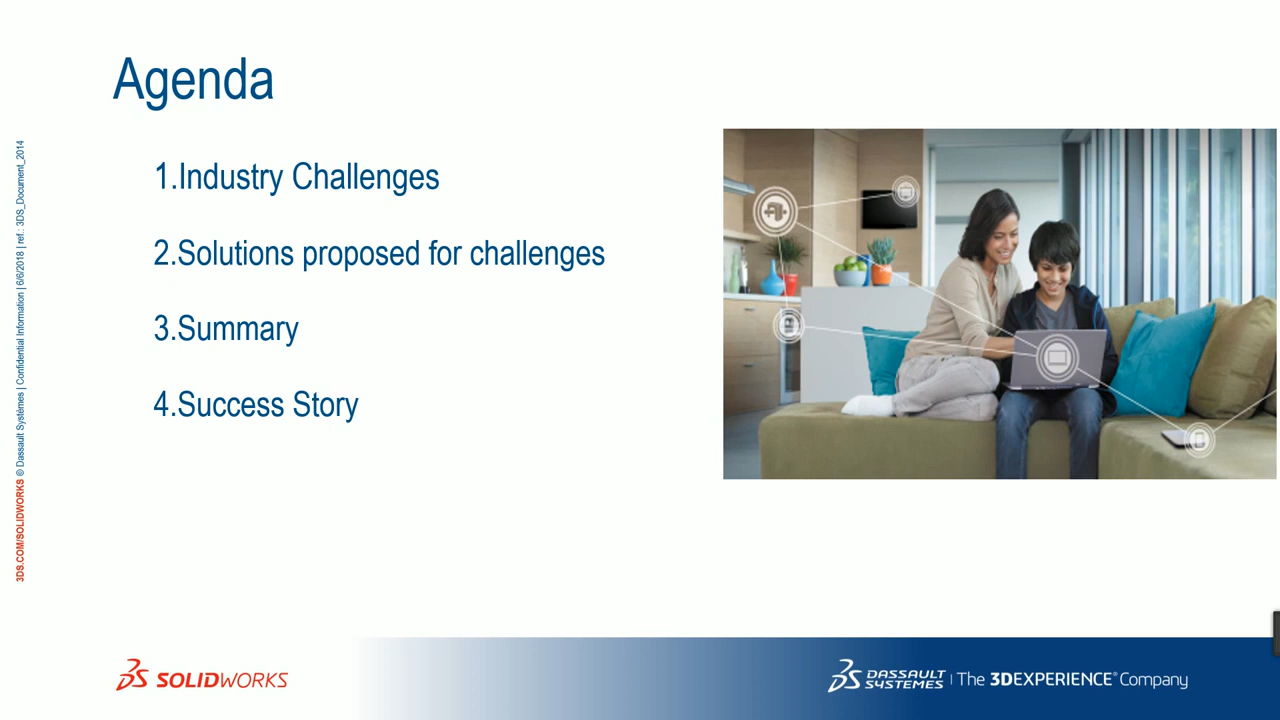 Agenda
1.Industry Challenges
2.Solutions proposed for challenges
3.Summary
4.Success Story
3DS.COM/SOLIDWORKS © Dassault Systèmes | Confidential Information | 6/6/2018 | ref.: 3DS_Document_2014
SOLIDWORKS
DASSAULT SYSTEMES | The 3DEXPERIENCE® Company